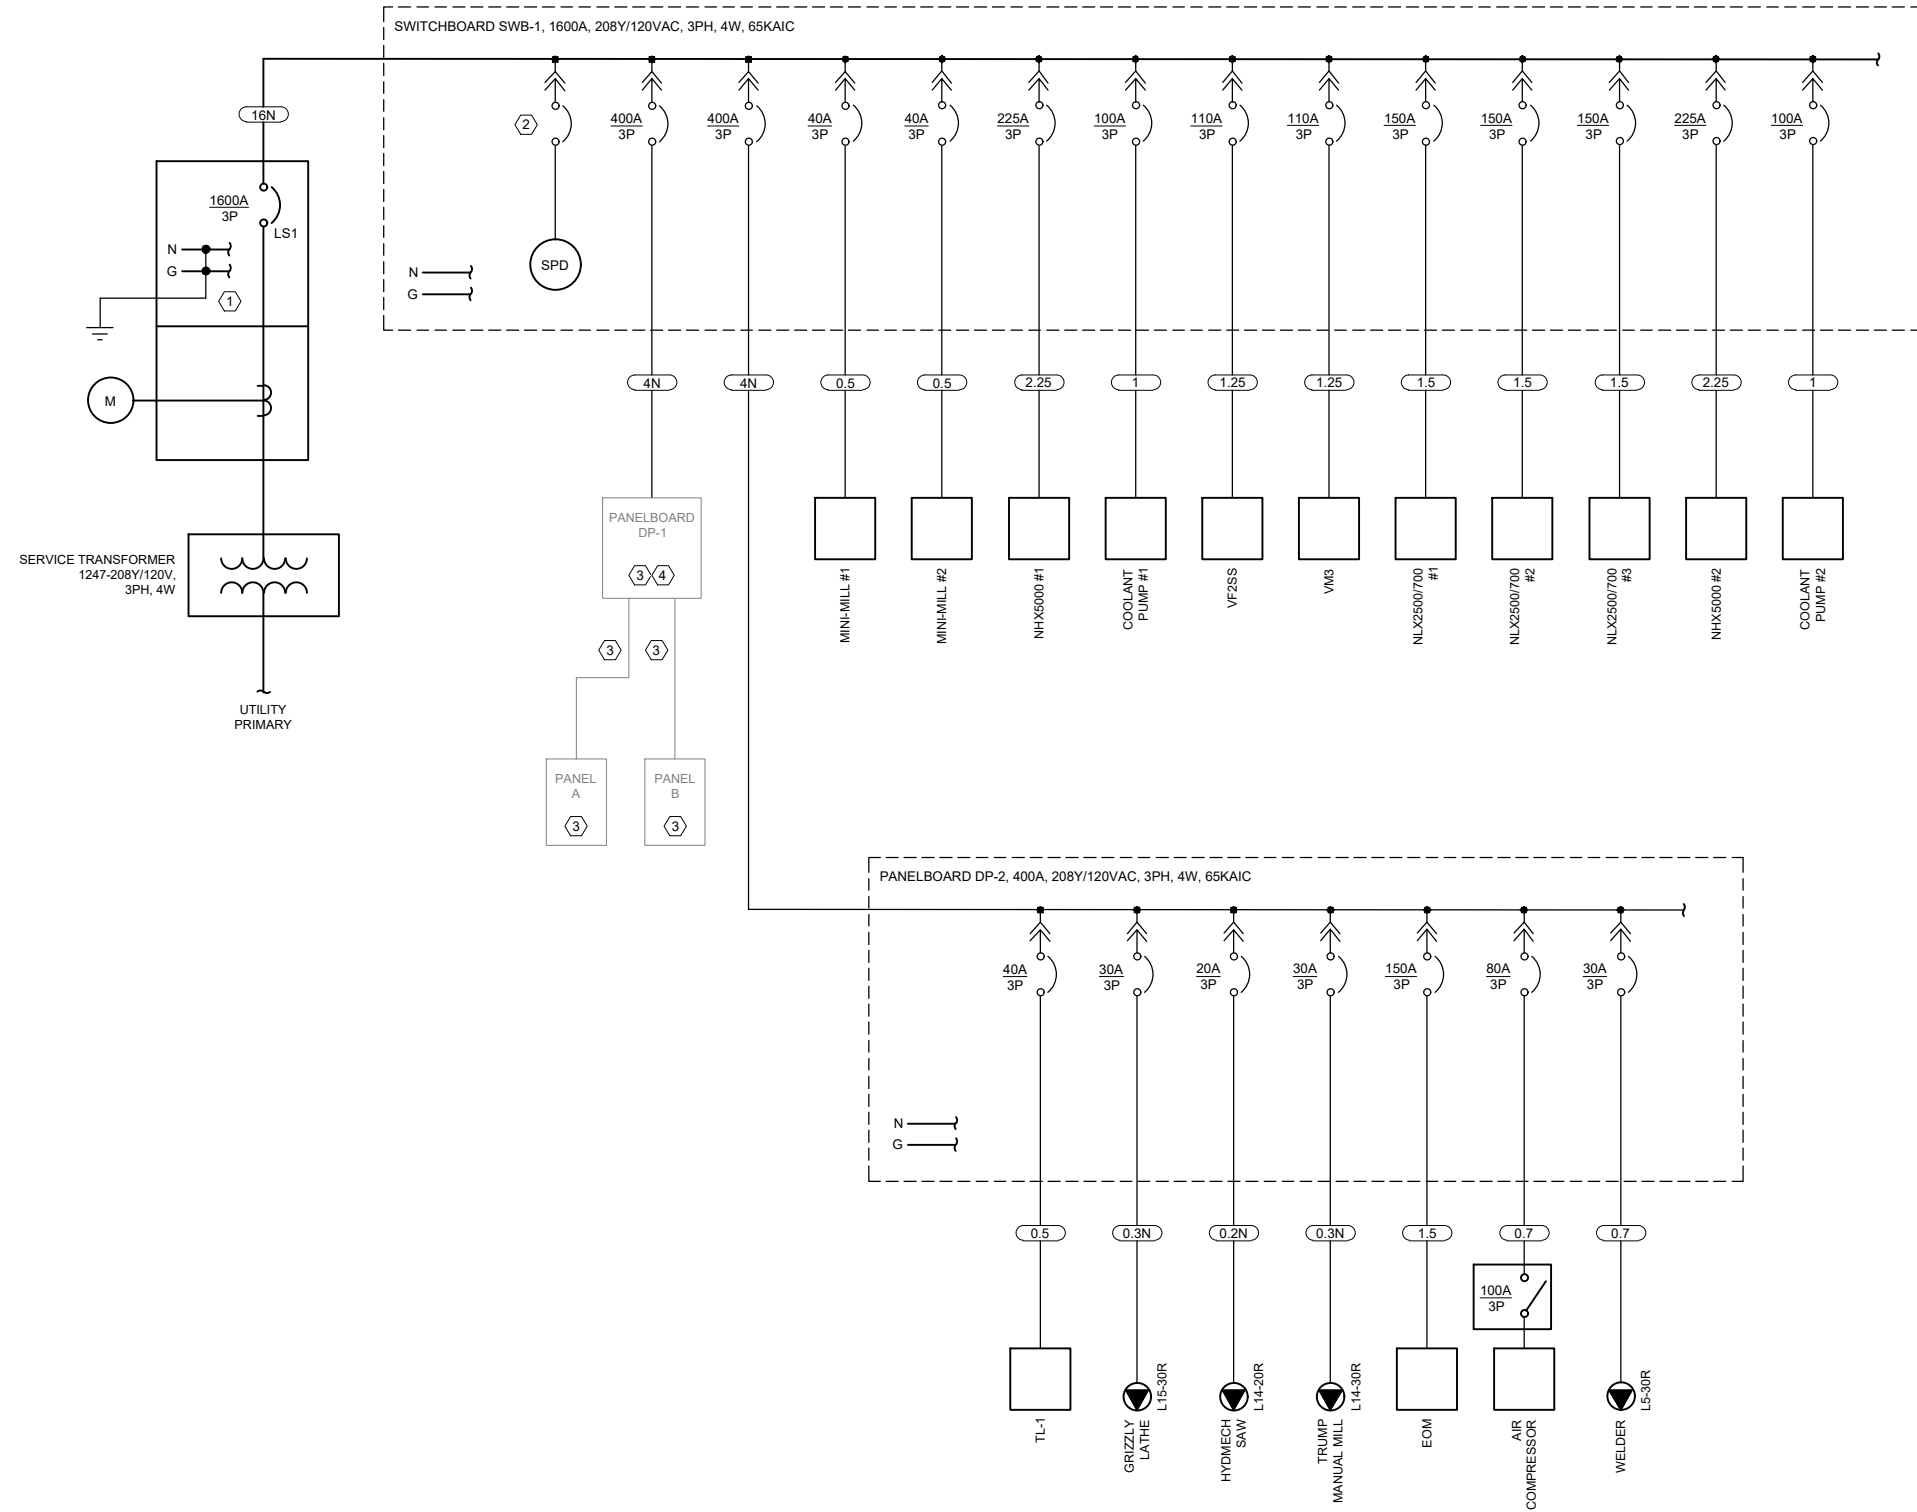 SWITCHBOARD SWB-1, 1600A, 208Y/120VAC, 3PH, 4W, 65KAIC
16N
1600A
3P
LS1
N
G
1
M
SERVICE TRANSFORMER
1247-208Y/120V,
3PH, 4W
UTILITY
PRIMARY
N
G
2
SPD
400A
3P
400A
3P
40A
3P
40A
3P
225A
3P
100A
3P
110A
3P
110A
3P
150A
3P
150A
3P
150A
3P
225A
3P
100A
3P
4N
4N
0.5
0.5
2.25
1
1.25
1.25
1.5
1.5
1.5
2.25
1
PANELBOARD
DP-1
3
4
3
3
PANEL
A
3
PANEL
B
3
MINI-MILL #1
MINI-MILL #2
NHX5000 #1
COOLANT
PUMP #1
VF2SS
VM3
NLX2500/700
#1
NLX2500/700
#2
NLX2500/700
#3
NHX5000 #2
COOLANT
PUMP #2
PANELBOARD DP-2, 400A, 208Y/120VAC, 3PH, 4W, 65KAIC
40A
3P
30A
3P
20A
3P
30A
3P
150A
3P
80A
3P
30A
3P
N
G
0.5
0.3N
0.2N
0.3N
1.5
0.7
0.7
100A
3P
L15-30R
L14-20R
L14-30R
L5-30R
TL-1
GRIZZLY
LATHE
HYDMECH
SAW
TRUMP
MANUAL MILL
EOM
AIR
COMPRESSOR
WELDER